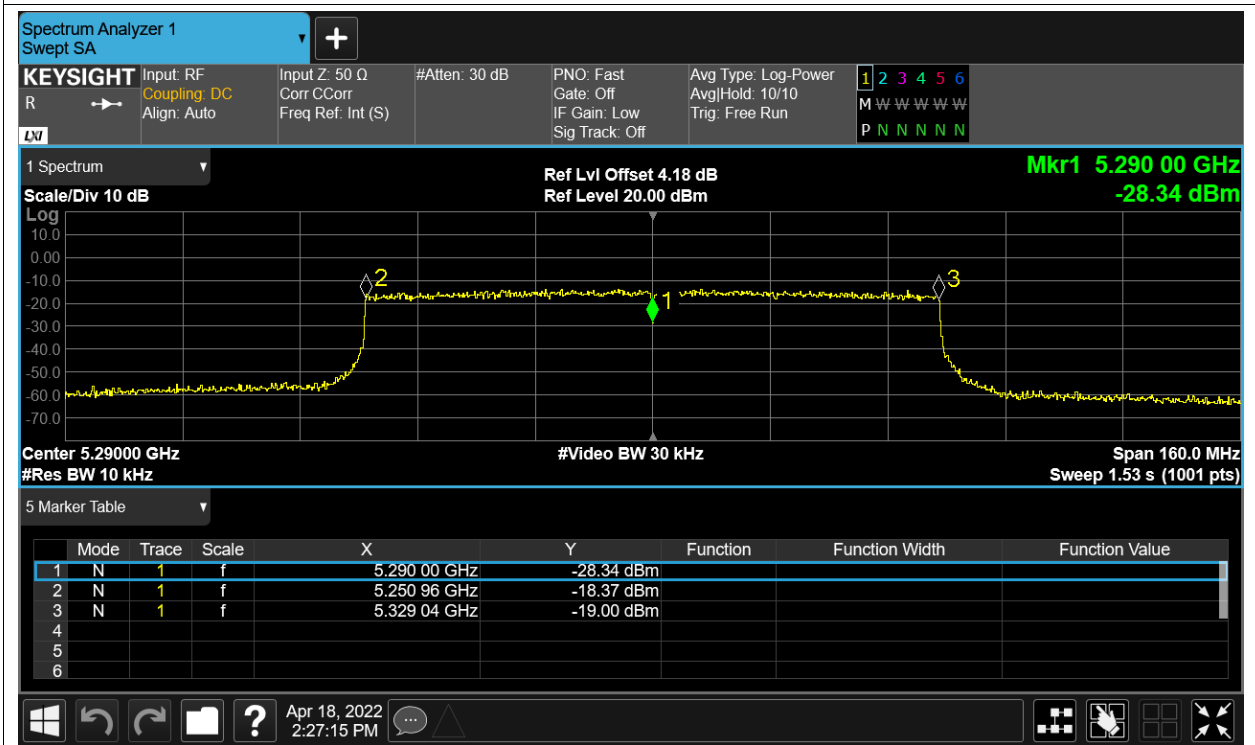 Spectrum Analyzer 1
Swept SA
KEYSIGHT
R
LXI
Input: RF
Coupling: DC
Align: Auto
Input Z: 50 Ω
Corr CCorr
Freq Ref: Int (S)
#Atten: 30 dB
PNO: Fast
Gate: Off
IF Gain: Low
Sig Track: Off
Avg Type: Log-Power
Avg|Hold: 10/10
Trig: Free Run
1 2 3 4 5 6
M W W W W W
P N N N N N
1 Spectrum
Scale/Div 10 dB
Ref Lvl Offset 4.18 dB
Ref Level 20.00 dBm
Mkr1 5.290 00 GHz
-28.34 dBm
Log
10.0
0.00
-10.0
-20.0
-30.0
-40.0
-50.0
-60.0
-70.0
2
1
3
Center 5.29000 GHz
#Res BW 10 kHz
#Video BW 30 kHz
Span 160.0 MHz
Sweep 1.53 s (1001 pts)
5 Marker Table
Mode Trace Scale X Y Function Function Width Function Value
1 N 1 f 5.290 00 GHz -28.34 dBm
2 N 1 f 5.250 96 GHz -18.37 dBm
3 N 1 f 5.329 04 GHz -19.00 dBm
4
5
6
?
Apr 18, 2022
2:27:15 PM